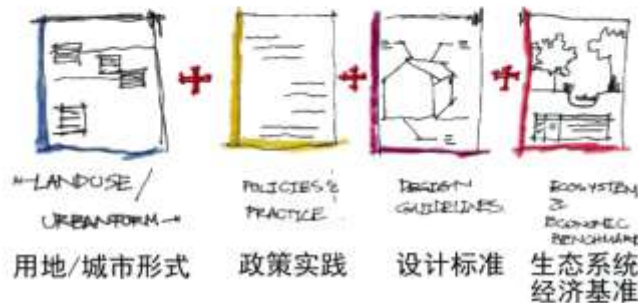 LANDUSE/
URBANFORM
POLICIES &
PRACTICE
DESIGN
GUIDELINES
ECOSYSTEM
&
ECONOMIC
BENCHMARK
用地/城市形式
政策实践
设计标准
生态系统
经济基准